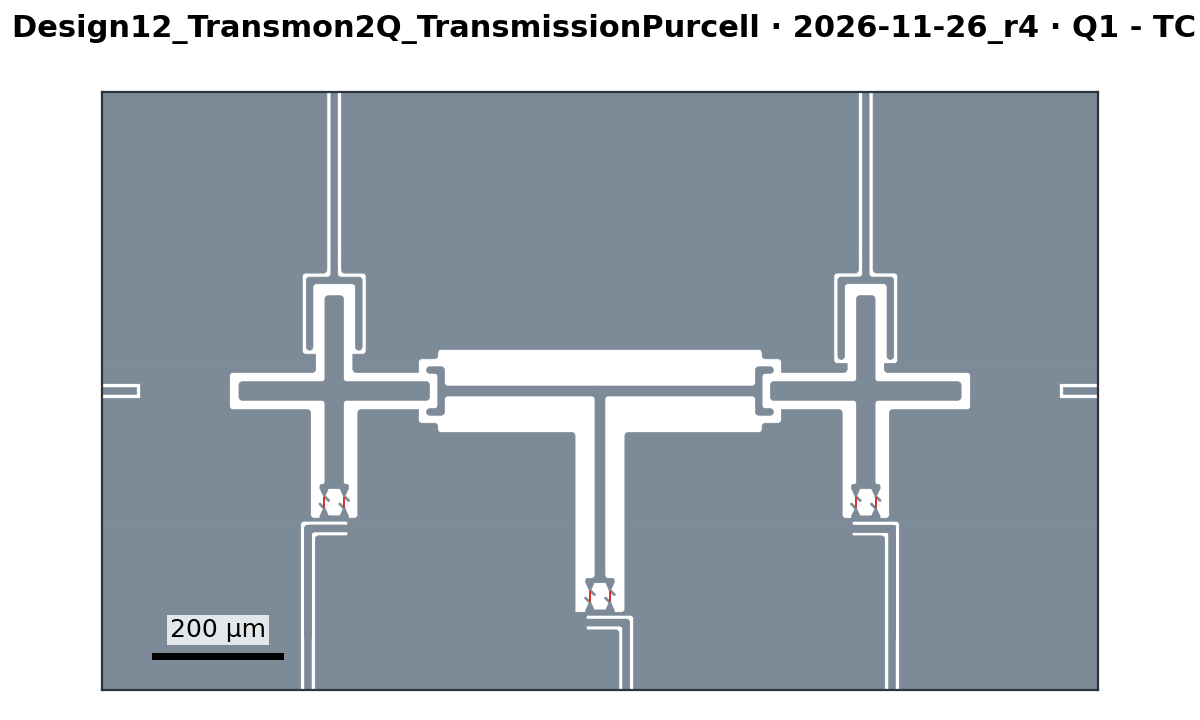 Design12_Transmon2Q_TransmissionPurcell · 2026-11-26_r4 · Q1 - TC
200 µm